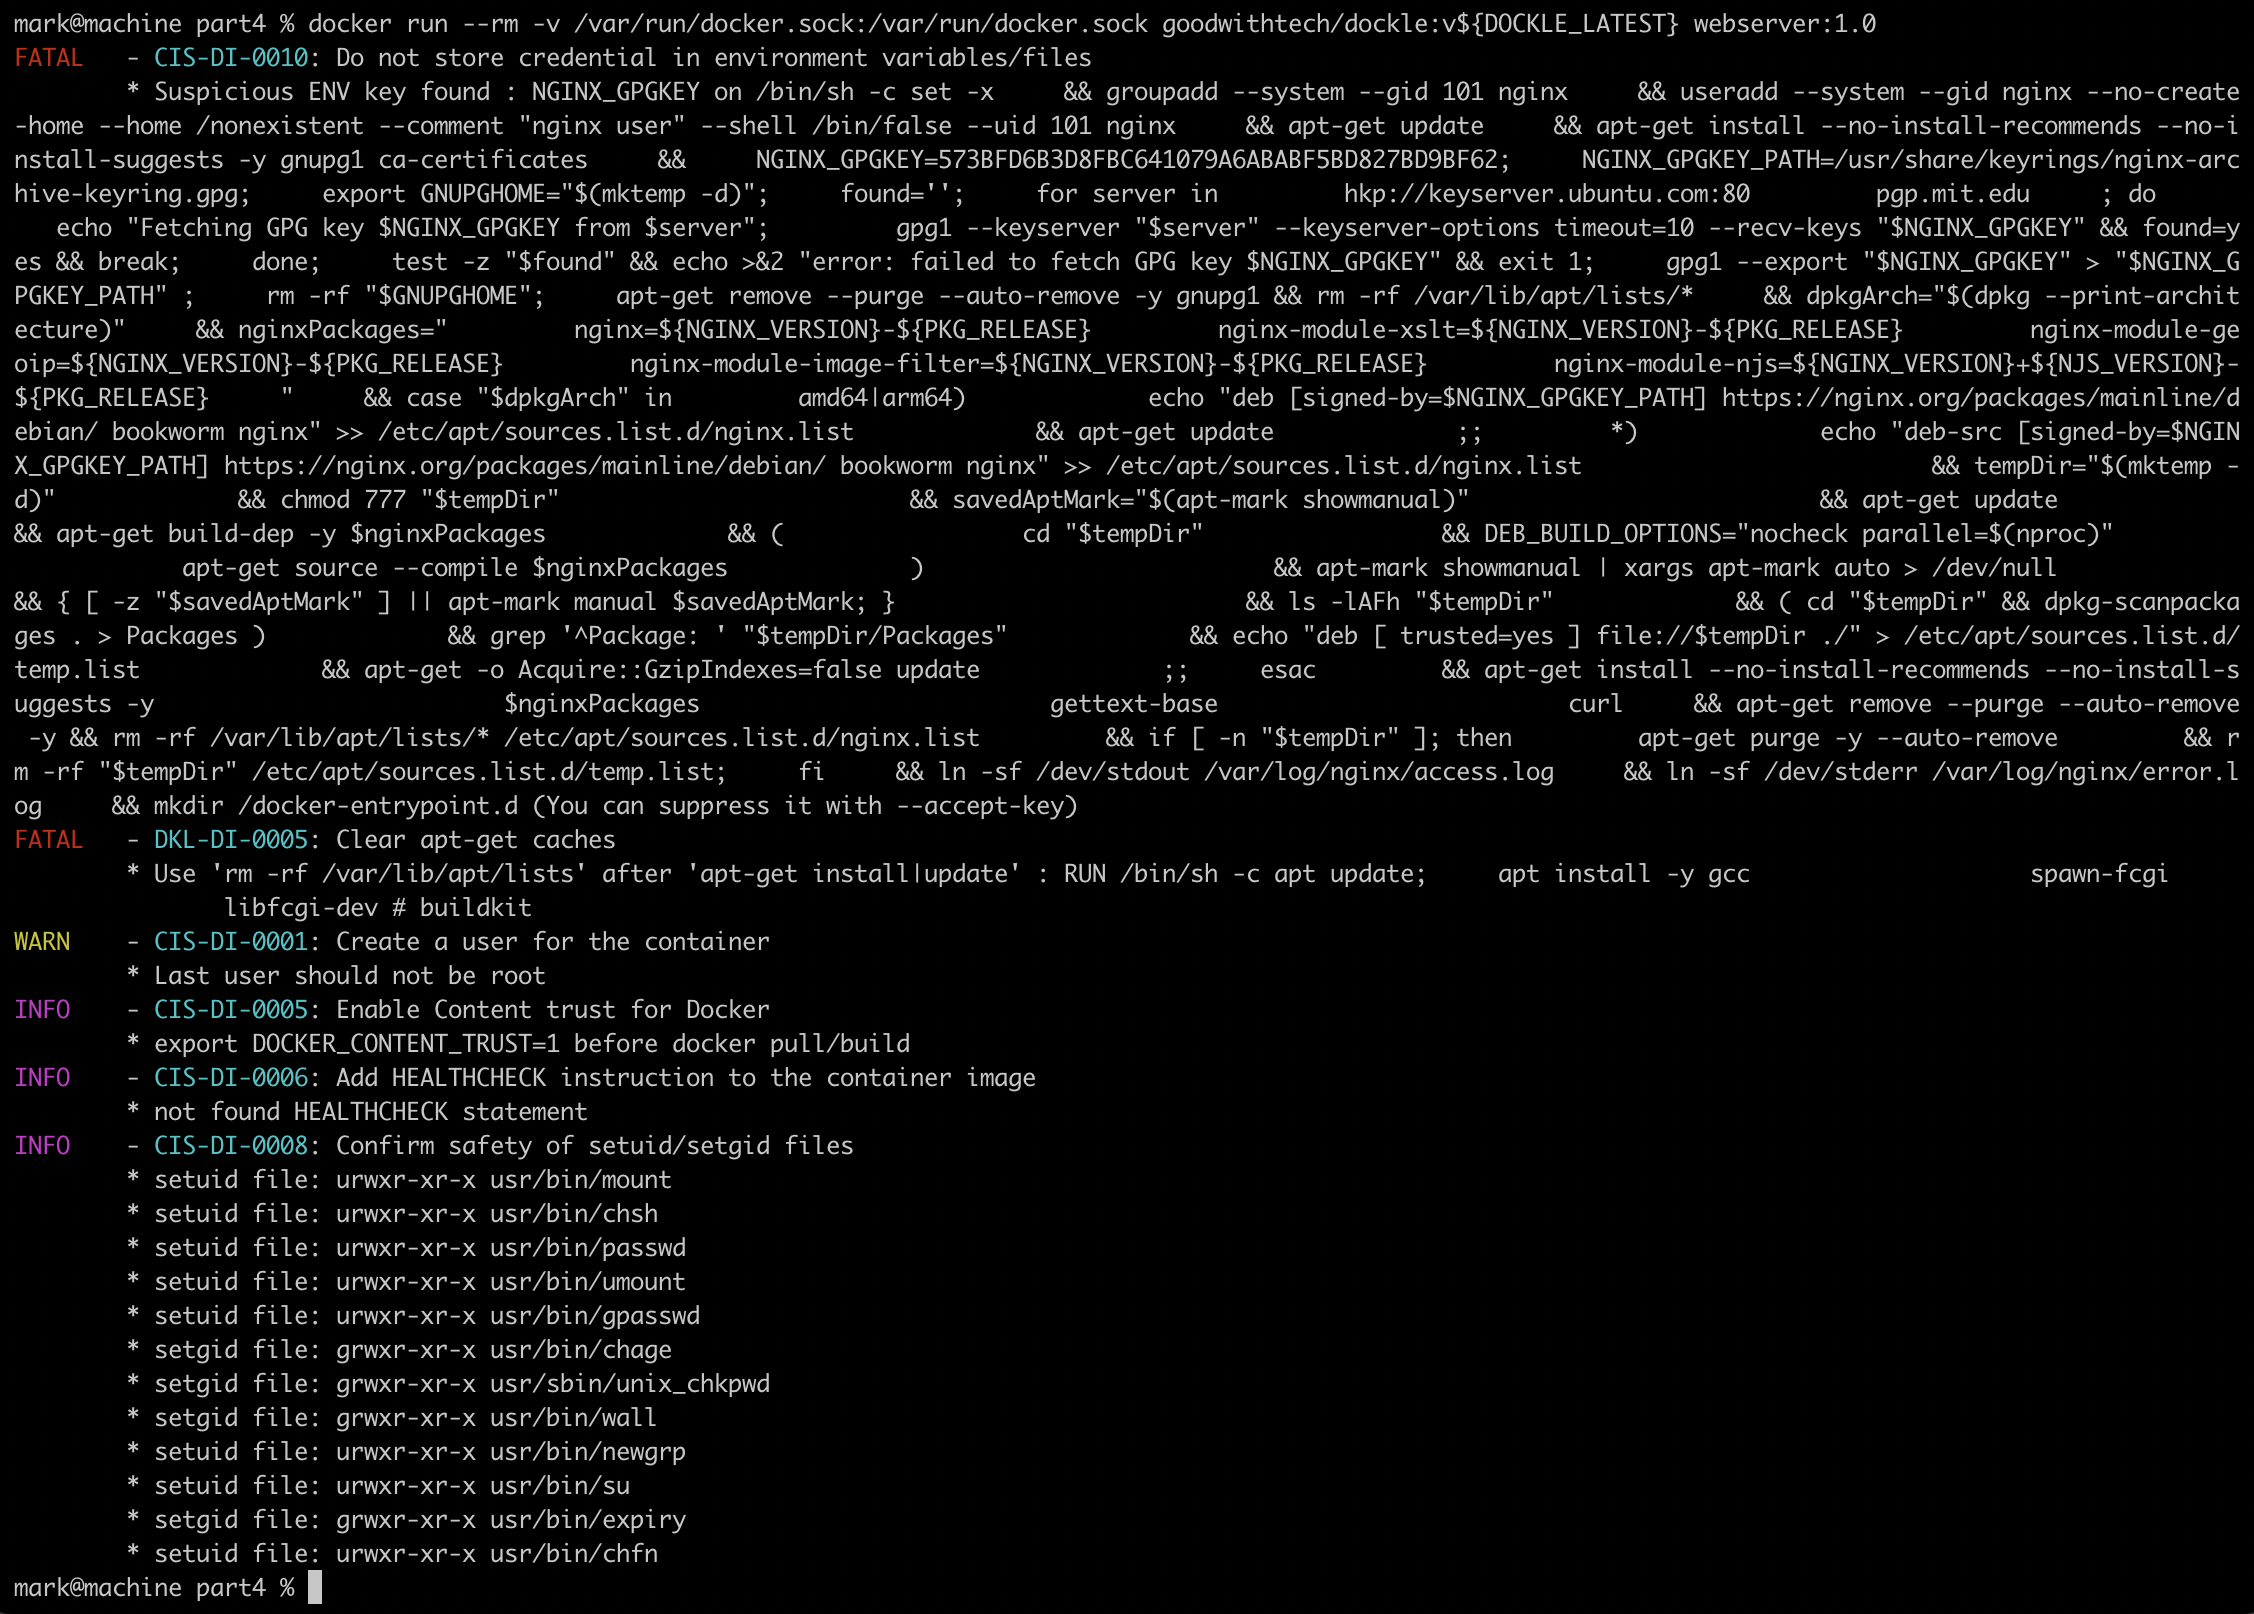 mark@machine part4 % docker run --rm -v /var/run/docker.sock:/var/run/docker.sock goodwithtech/dockle:v${DOCKLE_LATEST} webserver:1.0
FATAL   - CIS-DI-0010: Do not store credential in environment variables/files
        * Suspicious ENV key found : NGINX_GPGKEY on /bin/sh -c set -x     && groupadd --system --gid 101 nginx     && useradd --system --gid nginx --no-create
-home --home /nonexistent --comment "nginx user" --shell /bin/false --uid 101 nginx     && apt-get update     && apt-get install --no-install-recommends --no-i
nstall-suggests -y gnupg1 ca-certificates     &&     NGINX_GPGKEY=573BFD6B3D8FBC641079A6ABABF5BD827BD9BF62;     NGINX_GPGKEY_PATH=/usr/share/keyrings/nginx-arc
hive-keyring.gpg;     export GNUPGHOME="$(mktemp -d)";     found='';     for server in         hkp://keyserver.ubuntu.com:80         pgp.mit.edu     ; do
   echo "Fetching GPG key $NGINX_GPGKEY from $server";         gpg1 --keyserver "$server" --keyserver-options timeout=10 --recv-keys "$NGINX_GPGKEY" && found=y
es && break;     done;     test -z "$found" && echo >&2 "error: failed to fetch GPG key $NGINX_GPGKEY" && exit 1;     gpg1 --export "$NGINX_GPGKEY" > "$NGINX_G
PGKEY_PATH" ;     rm -rf "$GNUPGHOME";     apt-get remove --purge --auto-remove -y gnupg1 && rm -rf /var/lib/apt/lists/*     && dpkgArch="$(dpkg --print-archit
ecture)"     && nginxPackages="         nginx=${NGINX_VERSION}-${PKG_RELEASE}         nginx-module-xslt=${NGINX_VERSION}-${PKG_RELEASE}         nginx-module-ge
oip=${NGINX_VERSION}-${PKG_RELEASE}         nginx-module-image-filter=${NGINX_VERSION}-${PKG_RELEASE}         nginx-module-njs=${NGINX_VERSION}+${NJS_VERSION}-
${PKG_RELEASE}     "     && case "$dpkgArch" in         amd64|arm64)             echo "deb [signed-by=$NGINX_GPGKEY_PATH] https://nginx.org/packages/mainline/d
ebian/ bookworm nginx" >> /etc/apt/sources.list.d/nginx.list             && apt-get update             ;;         *)             echo "deb-src [signed-by=$NGIN
X_GPGKEY_PATH] https://nginx.org/packages/mainline/debian/ bookworm nginx" >> /etc/apt/sources.list.d/nginx.list                         && tempDir="$(mktemp -
d)"             && chmod 777 "$tempDir"                         && savedAptMark="$(apt-mark showmanual)"                         && apt-get update
&& apt-get build-dep -y $nginxPackages             && (                 cd "$tempDir"                 && DEB_BUILD_OPTIONS="nocheck parallel=$(nproc)"
            apt-get source --compile $nginxPackages             )                         && apt-mark showmanual | xargs apt-mark auto > /dev/null
&& { [ -z "$savedAptMark" ] || apt-mark manual $savedAptMark; }                         && ls -lAFh "$tempDir"             && ( cd "$tempDir" && dpkg-scanpacka
ges . > Packages )             && grep '^Package: ' "$tempDir/Packages"             && echo "deb [ trusted=yes ] file://$tempDir ./" > /etc/apt/sources.list.d/
temp.list             && apt-get -o Acquire::GzipIndexes=false update             ;;     esac         && apt-get install --no-install-recommends --no-install-s
uggests -y                         $nginxPackages                         gettext-base                         curl     && apt-get remove --purge --auto-remove
 -y && rm -rf /var/lib/apt/lists/* /etc/apt/sources.list.d/nginx.list         && if [ -n "$tempDir" ]; then         apt-get purge -y --auto-remove         && r
m -rf "$tempDir" /etc/apt/sources.list.d/temp.list;     fi     && ln -sf /dev/stdout /var/log/nginx/access.log     && ln -sf /dev/stderr /var/log/nginx/error.l
og     && mkdir /docker-entrypoint.d (You can suppress it with --accept-key)
FATAL   - DKL-DI-0005: Clear apt-get caches
        * Use 'rm -rf /var/lib/apt/lists' after 'apt-get install|update' : RUN /bin/sh -c apt update;     apt install -y gcc                    spawn-fcgi
               libfcgi-dev # buildkit
WARN    - CIS-DI-0001: Create a user for the container
        * Last user should not be root
INFO    - CIS-DI-0005: Enable Content trust for Docker
        * export DOCKER_CONTENT_TRUST=1 before docker pull/build
INFO    - CIS-DI-0006: Add HEALTHCHECK instruction to the container image
        * not found HEALTHCHECK statement
INFO    - CIS-DI-0008: Confirm safety of setuid/setgid files
        * setuid file: urwxr-xr-x usr/bin/mount
        * setuid file: urwxr-xr-x usr/bin/chsh
        * setuid file: urwxr-xr-x usr/bin/passwd
        * setuid file: urwxr-xr-x usr/bin/umount
        * setuid file: urwxr-xr-x usr/bin/gpasswd
        * setgid file: grwxr-xr-x usr/bin/chage
        * setgid file: grwxr-xr-x usr/sbin/unix_chkpwd
        * setgid file: grwxr-xr-x usr/bin/wall
        * setuid file: urwxr-xr-x usr/bin/newgrp
        * setuid file: urwxr-xr-x usr/bin/su
        * setgid file: grwxr-xr-x usr/bin/expiry
        * setuid file: urwxr-xr-x usr/bin/chfn
mark@machine part4 %